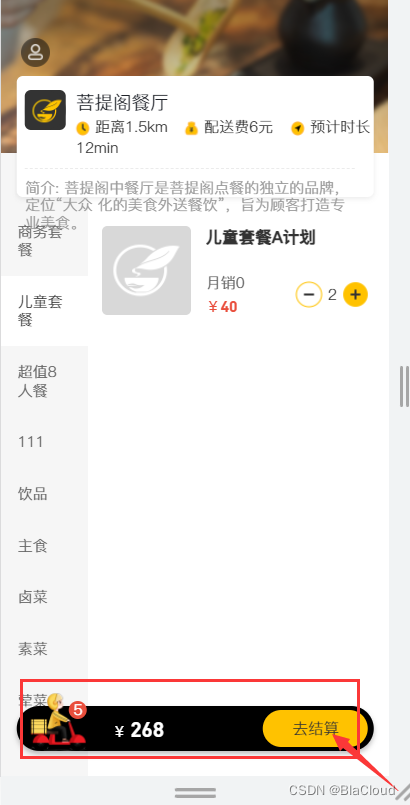 菩提阁餐厅
距离1.5km 配送费6元 预计时长
12min
简介: 菩提阁中餐厅是菩提阁点餐的独立的品牌，
定位“大众 化的美食外送餐饮”，旨为顾客打造专
业美食。
商务套
餐
儿童套餐A计划
月销0
￥40
2
儿童套
餐
超值8
人餐
111
饮品
主食
卤菜
素菜
荤菜
5
￥ 268
去结算
CSDN @BlaCloud